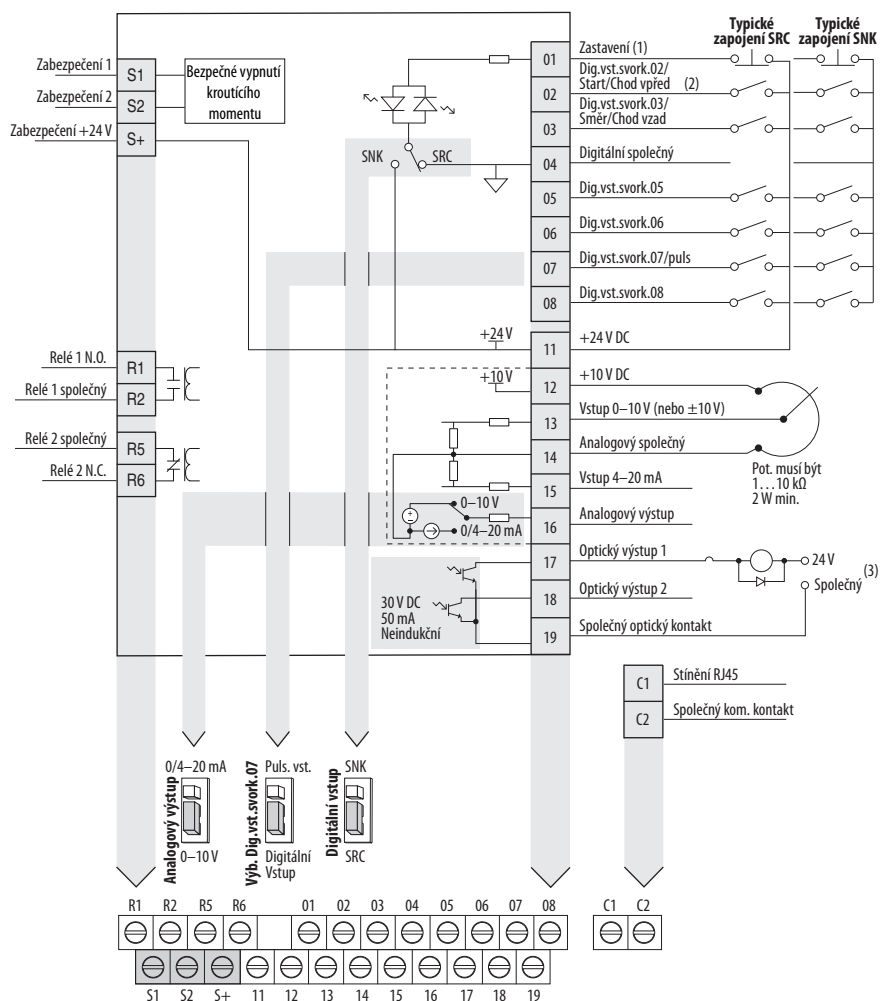 Typické
zapojení SRC
Typické
zapojení SNK
Zabezpečení 1
S1
Zabezpečení 2
S2
Zabezpečení +24 V
S+
Bezpečné vypnutí
kroutícího
momentu
SNK
SRC
01
Zastavení (1)
02
Dig.vst.svork.02/
Start/Chod vpřed (2)
03
Dig.vst.svork.03/
Směr/Chod vzad
04
Digitální společný
05
Dig.vst.svork.05
06
Dig.vst.svork.06
07
Dig.vst.svork.07/puls
08
Dig.vst.svork.08
+24 V
11
+24 V DC
+10 V
12
+10 V DC
13
Vstup 0–10 V (nebo ±10 V)
14
Analogový společný
15
Vstup 4–20 mA
16
Analogový výstup
Pot. musí být
1…10 kΩ
2 W min.
Relé 1 N.O.
R1
Relé 1 společný
R2
Relé 2 společný
R5
Relé 2 N.C.
R6
0–10 V
0/4–20 mA
17
Optický výstup 1
18
Optický výstup 2
19
Společný optický kontakt
24 V
Společný
(3)
30 V DC
50 mA
Neindukční
C1
Stínění RJ45
C2
Společný kom. kontakt
Analogový výstup
0/4–20 mA
0–10 V
Výb. Dig.vst.svork.07
Puls. vst.
Digitální
Vstup
Digitální vstup
SNK
SRC
R1 R2 R5 R6 01 02 03 04 05 06 07 08 C1 C2
S1 S2 S+ 11 12 13 14 15 16 17 18 19